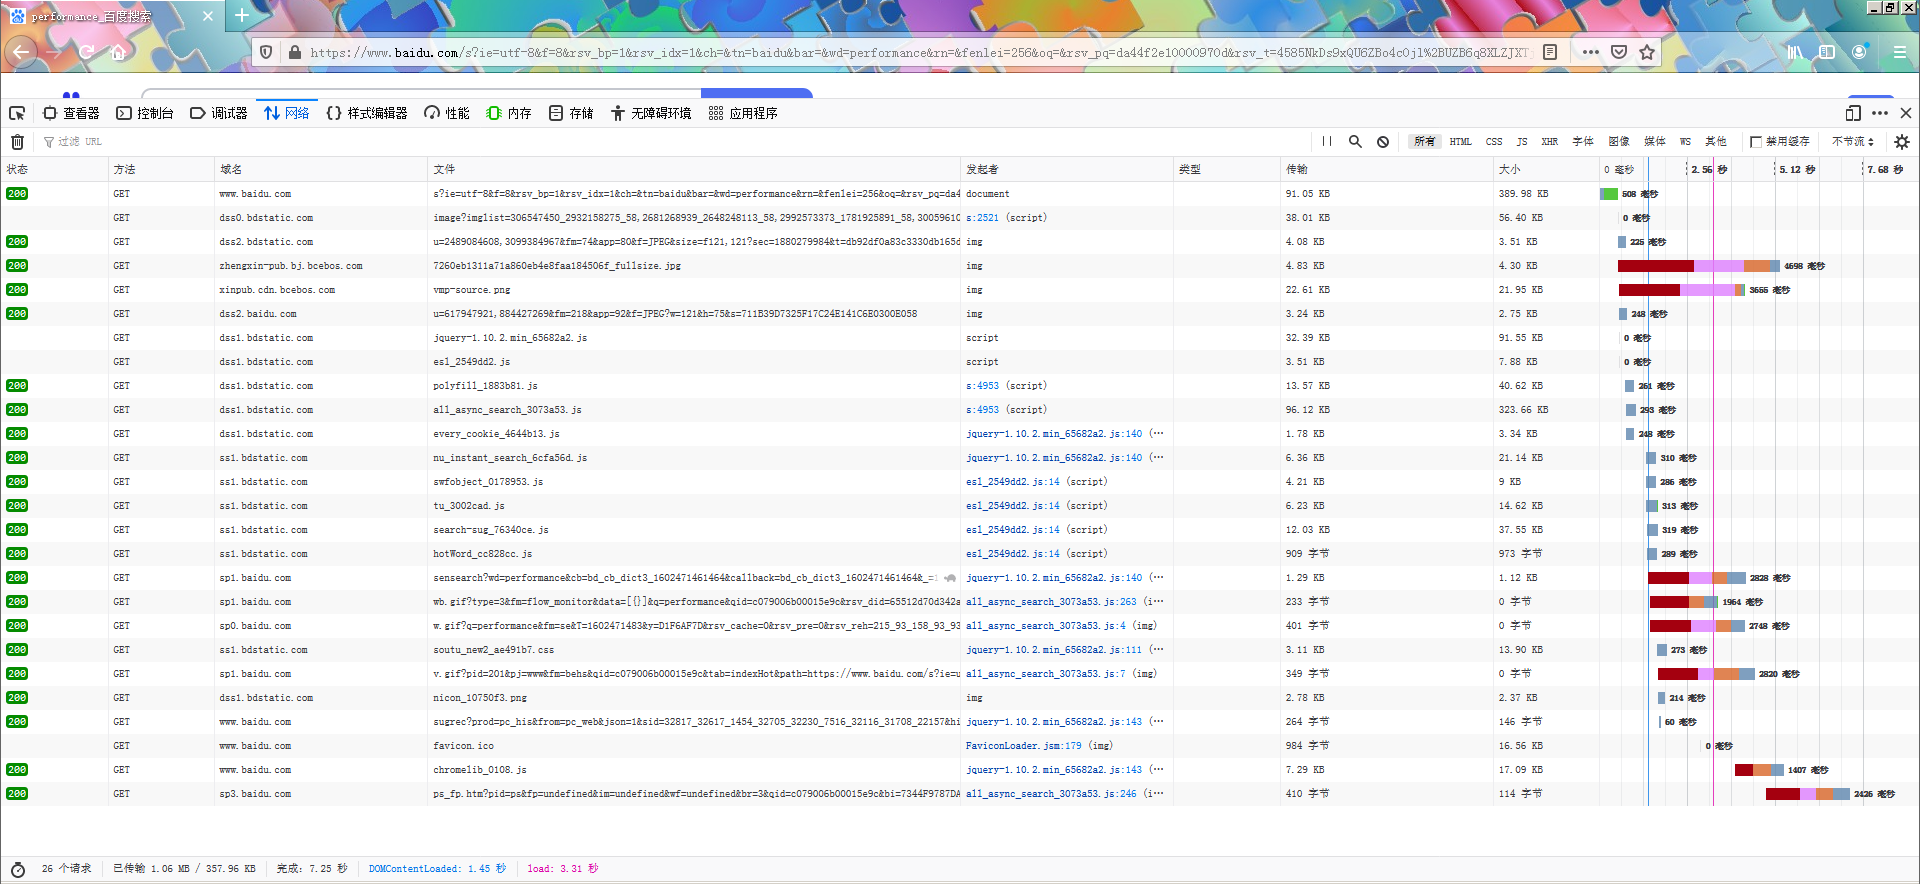 performance_百度搜索
https://www.baidu.com/s?ie=utf-8&f=8&rsv_bp=1&rsv_idx=1&ch=&tn=baidu&bar=&wd=performance&rn=&fenlei=256&oq=&rsv_pq=da44f2e10000970d&rsv_t=4585NkDs9xQU6ZBo4cOjl%2BUZB6q8XLZJXT
查看器 控制台 调试器 网络 样式编辑器 性能 内存 存储 无障碍环境 应用程序
过滤 URL 所有 HTML CSS JS XHR 字体 图像 媒体 WS 其他 禁用缓存 不节流
状态 方法 域名 文件 发起者 类型 传输 大小 0 毫秒 2.56 秒 5.12 秒 7.68 秒
200 GET www.baidu.com s?ie=utf-8&f=8&rsv_bp=1&rsv_idx=1&ch=&tn=baidu&bar=&wd=performance&rn=&fenlei=256&oq=&rsv_pq=da4 document 91.05 KB 389.98 KB 508 毫秒
GET dss0.bdstatic.com image?imglist=306547450_2932158275_58,2681268939_2648248113_58,2992573373_1781925891_58,30059610 s:2521 (script) 38.01 KB 56.40 KB 0 毫秒
200 GET dss2.bdstatic.com u=2489084608,3099384967&fm=74&app=80&f=JPEG&size=f121,121?sec=1880279984&t=db92df0a83c3330db165d img 4.08 KB 3.51 KB 225 毫秒
200 GET zhengxin-pub.bj.bcebos.com 7260eb1311a71a860eb4e8faa184506f_fullsize.jpg img 4.83 KB 4.30 KB 4698 毫秒
200 GET xinpub.cdn.bcebos.com vmp-source.png img 22.61 KB 21.95 KB 3655 毫秒
200 GET dss2.baidu.com u=617947921,884427269&fm=218&app=92&f=JPEG?w=121&h=75&s=711B39D7325F17C24E141C6E0300E058 img 3.24 KB 2.75 KB 248 毫秒
GET dss1.bdstatic.com jquery-1.10.2.min_65682a2.js script 32.39 KB 91.55 KB 0 毫秒
GET dss1.bdstatic.com esl_2549dd2.js script 3.51 KB 7.88 KB 0 毫秒
200 GET dss1.bdstatic.com polyfill_1883b81.js s:4953 (script) 13.57 KB 40.62 KB 261 毫秒
200 GET dss1.bdstatic.com all_async_search_3073a53.js s:4953 (script) 96.12 KB 323.66 KB 293 毫秒
200 GET dss1.bdstatic.com every_cookie_4644b13.js jquery-1.10.2.min_65682a2.js:140 (… 1.78 KB 3.34 KB 248 毫秒
200 GET ss1.bdstatic.com nu_instant_search_6cfa56d.js jquery-1.10.2.min_65682a2.js:140 (… 6.36 KB 21.14 KB 310 毫秒
200 GET ss1.bdstatic.com swfobject_0178953.js esl_2549dd2.js:14 (script) 4.21 KB 9 KB 286 毫秒
200 GET ss1.bdstatic.com tu_3002cad.js esl_2549dd2.js:14 (script) 6.23 KB 14.62 KB 313 毫秒
200 GET ss1.bdstatic.com search-sug_76340ce.js esl_2549dd2.js:14 (script) 12.03 KB 37.55 KB 319 毫秒
200 GET ss1.bdstatic.com hotWord_cc828cc.js esl_2549dd2.js:14 (script) 909 字节 973 字节 289 毫秒
200 GET sp1.baidu.com sensearch?wd=performance&cb=bd_cb_dict3_1602471461464&callback=bd_cb_dict3_1602471461464&_=1 jquery-1.10.2.min_65682a2.js:140 (… 1.29 KB 1.12 KB 2828 毫秒
200 GET sp1.baidu.com wb.gif?type=3&fm=flow_monitor&data=[{}]&q=performance&qid=c079006b00015e9c&rsv_did=65512d70d342a all_async_search_3073a53.js:263 (i… 233 字节 0 字节 1964 毫秒
200 GET sp0.baidu.com w.gif?q=performance&fm=se&T=1602471483&y=D1F6AF7D&rsv_cache=0&rsv_pre=0&rsv_reh=215_93_158_93_93 all_async_search_3073a53.js:4 (img) 401 字节 0 字节 2748 毫秒
200 GET ss1.bdstatic.com soutu_new2_ae491b7.css jquery-1.10.2.min_65682a2.js:111 (… 3.11 KB 13.90 KB 273 毫秒
200 GET sp1.baidu.com v.gif?pid=201&pj=www&fm=behs&qid=c079006b00015e9c&tab=indexHot&path=https://www.baidu.com/s?ie=u all_async_search_3073a53.js:7 (img) 349 字节 0 字节 2820 毫秒
200 GET dss1.bdstatic.com nicon_10750f3.png img 2.78 KB 2.37 KB 214 毫秒
200 GET www.baidu.com sugrec?prod=pc_his&from=pc_web&json=1&sid=32817_32617_1454_32705_32230_7516_32116_31708_22157&hi jquery-1.10.2.min_65682a2.js:143 (… 264 字节 146 字节 60 毫秒
GET www.baidu.com favicon.ico FaviconLoader.jsm:179 (img) 984 字节 16.56 KB 0 毫秒
200 GET www.baidu.com chromelib_0108.js jquery-1.10.2.min_65682a2.js:143 (… 7.29 KB 17.09 KB 1407 毫秒
200 GET sp3.baidu.com ps_fp.htm?pid=ps&fp=undefined&im=undefined&wf=undefined&br=3&qid=c079006b00015e9c&bi=7344F9787DA all_async_search_3073a53.js:246 (i… 410 字节 114 字节 2426 毫秒
26 个请求 已传输 1.06 MB / 357.96 KB 完成：7.25 秒 DOMContentLoaded: 1.45 秒 load: 3.31 秒